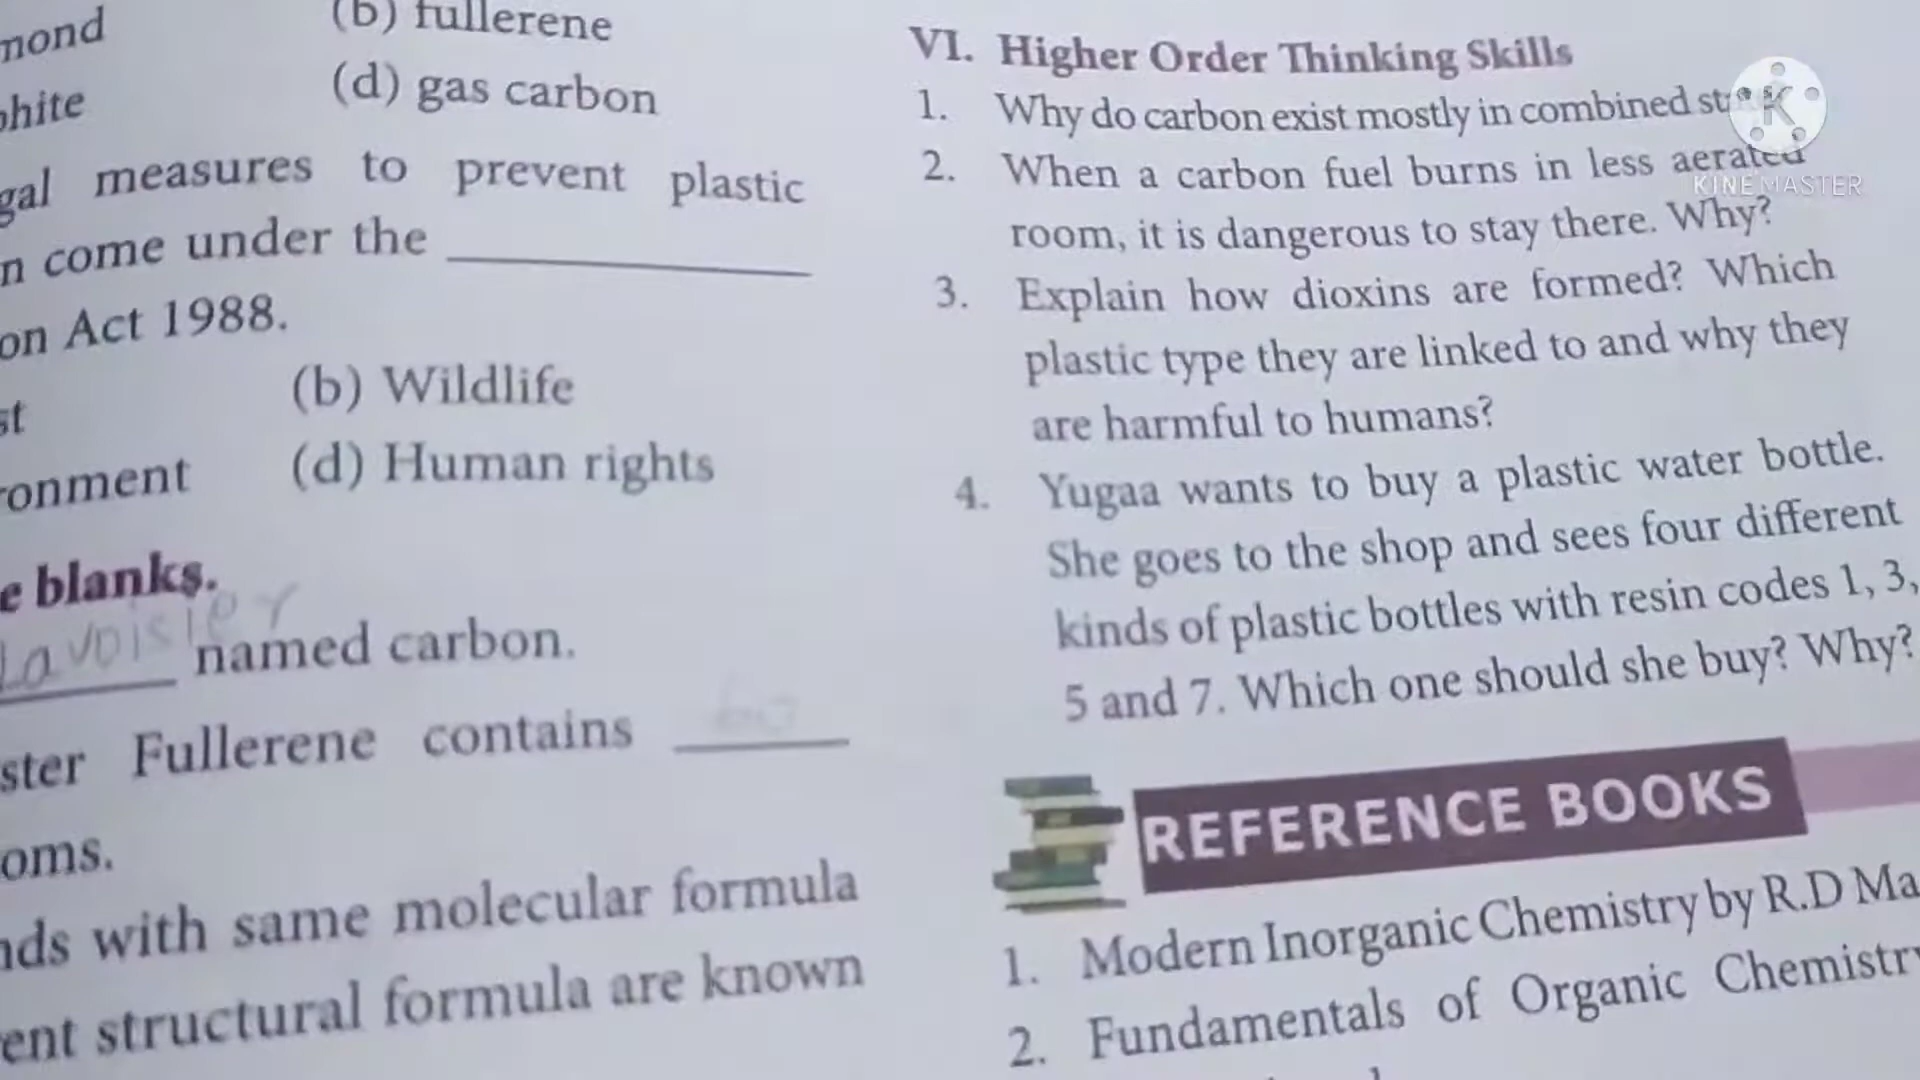 mond
(b) fullerene
phite
(d) gas carbon
gal measures to prevent plastic
n come under the
on Act 1988.
st
(b) Wildlife
ronment
(d) Human rights
e blanks.
Lavoisier named carbon.
ster Fullerene contains 60
oms.
nds with same molecular formula
ent structural formula are known
VI. Higher Order Thinking Skills
1. Why do carbon exist mostly in combined
2. When a carbon fuel burns in less aerated
room, it is dangerous to stay there. Why?
3. Explain how dioxins are formed? Which
plastic type they are linked to and why they
are harmful to humans?
4. Yugaa wants to buy a plastic water bottle.
She goes to the shop and sees four different
kinds of plastic bottles with resin codes 1, 3,
5 and 7. Which one should she buy? Why?
REFERENCE BOOKS
1. Modern Inorganic Chemistry by R.D Ma
2. Fundamentals of Organic Chemistry
K
KINEMASTER